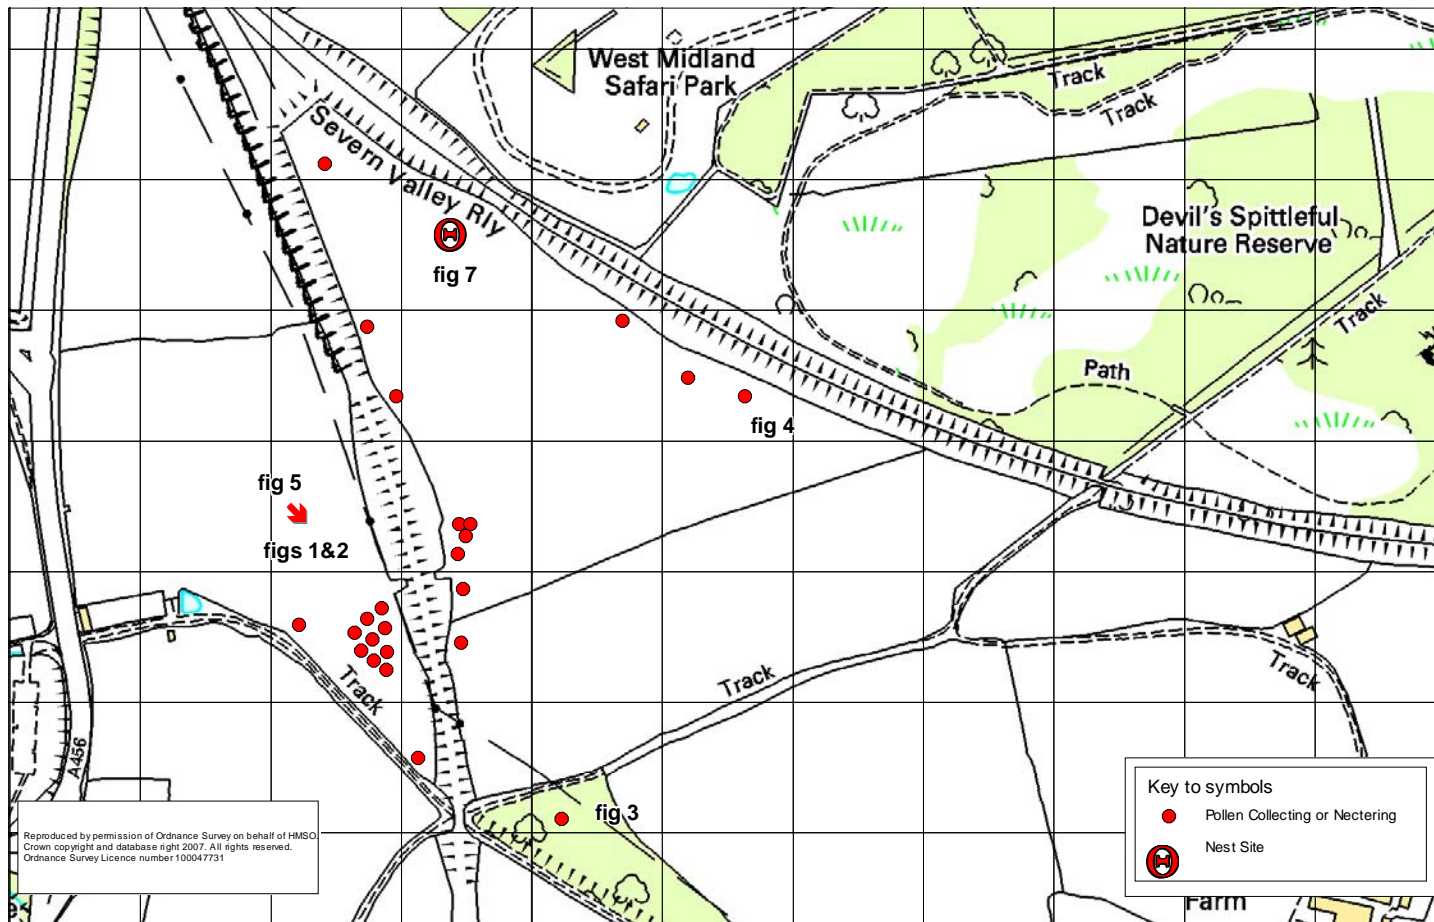 West Midland
Safari Park
Track
Track
Severn Valley Rly
Devil's Spittleful
Nature Reserve
fig 7
Track
Path
fig 4
fig 5
figs 1&2
Track
Track
Track
A456
fig 3
Key to symbols
Pollen Collecting or Nectering
Nest Site
Reproduced by permission of Ordnance Survey on behalf of HMSO.
Crown copyright and database right 2007. All rights reserved.
Ordnance Survey Licence number 100047731
Farm